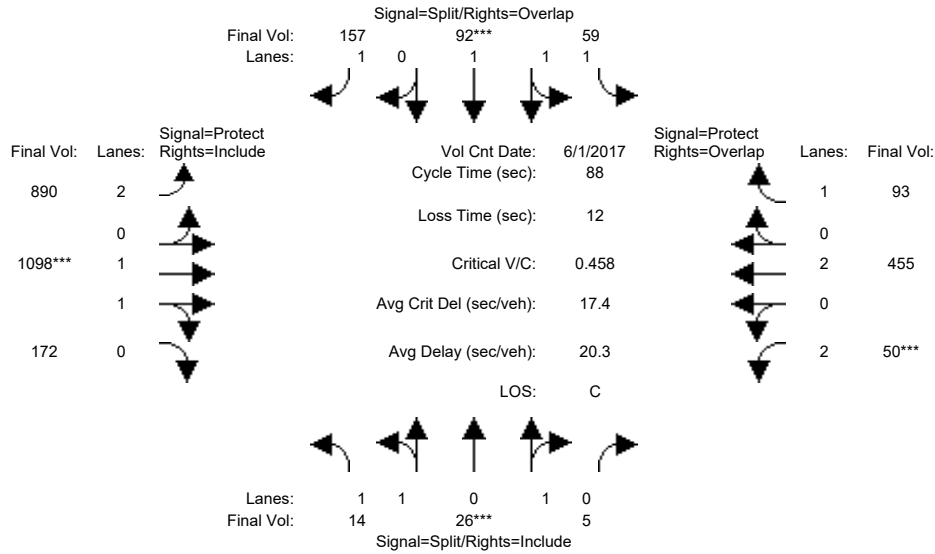 Signal=Split/Rights=Overlap
Final Vol: 157 92*** 59
Lanes: 1 0 1 1 1
Signal=Protect
Final Vol: Lanes: Rights=Include
Vol Cnt Date: 6/1/2017
Signal=Protect
Rights=Overlap Lanes: Final Vol:
Cycle Time (sec): 88
890 2
1 93
Loss Time (sec): 12
0
0
1098*** 1
Critical V/C: 0.458
2 455
1
Avg Crit Del (sec/veh): 17.4
0
172 0
Avg Delay (sec/veh): 20.3
2 50***
LOS: C
Lanes: 1 1 0 1 0
Final Vol: 14 26*** 5
Signal=Split/Rights=Include